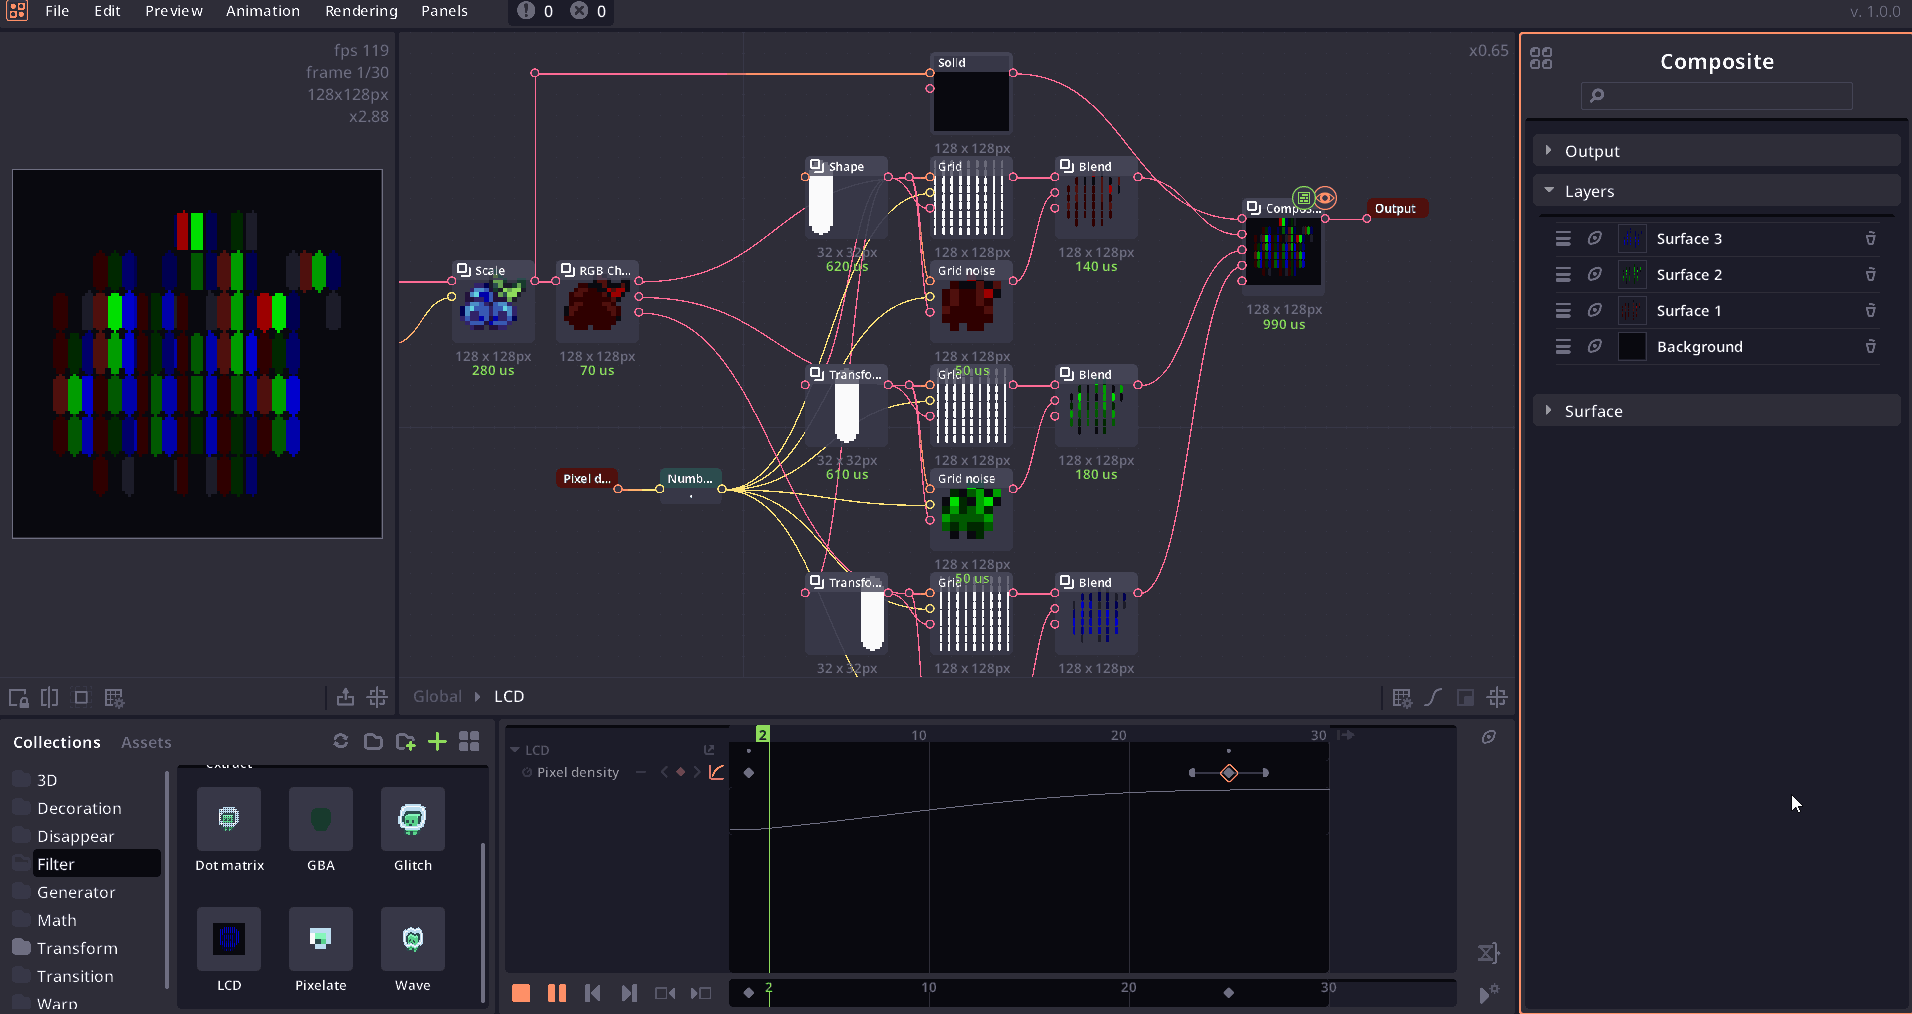 File Edit Preview Animation Rendering Panels 0 0 v. 1.0.0
fps 119
frame 1/30
128x128px
x2.88
x0.65
Solid
128 x 128px
Shape
32 x 32px
620 us
Grid
128 x 128px
Blend
128 x 128px
140 us
Compos...
128 x 128px
990 us
Output
Scale
128 x 128px
280 us
RGB Ch...
128 x 128px
70 us
Grid noise
128 x 128px
50 us
Transfo...
32 x 32px
610 us
Grid
128 x 128px
Blend
128 x 128px
180 us
Pixel d...
Numb...
Grid noise
128 x 128px
50 us
Transfo...
32 x 32px
Grid
128 x 128px
Blend
128 x 128px
Global LCD
Composite
Output
Layers
Surface 3
Surface 2
Surface 1
Background
Surface
Collections Assets
3D
Decoration
Disappear
Filter
Generator
Math
Transform
Transition
Warp
Extract
Dot matrix GBA Glitch
LCD Pixelate Wave
2 10 20 30
LCD
Pixel density
2 10 20 30